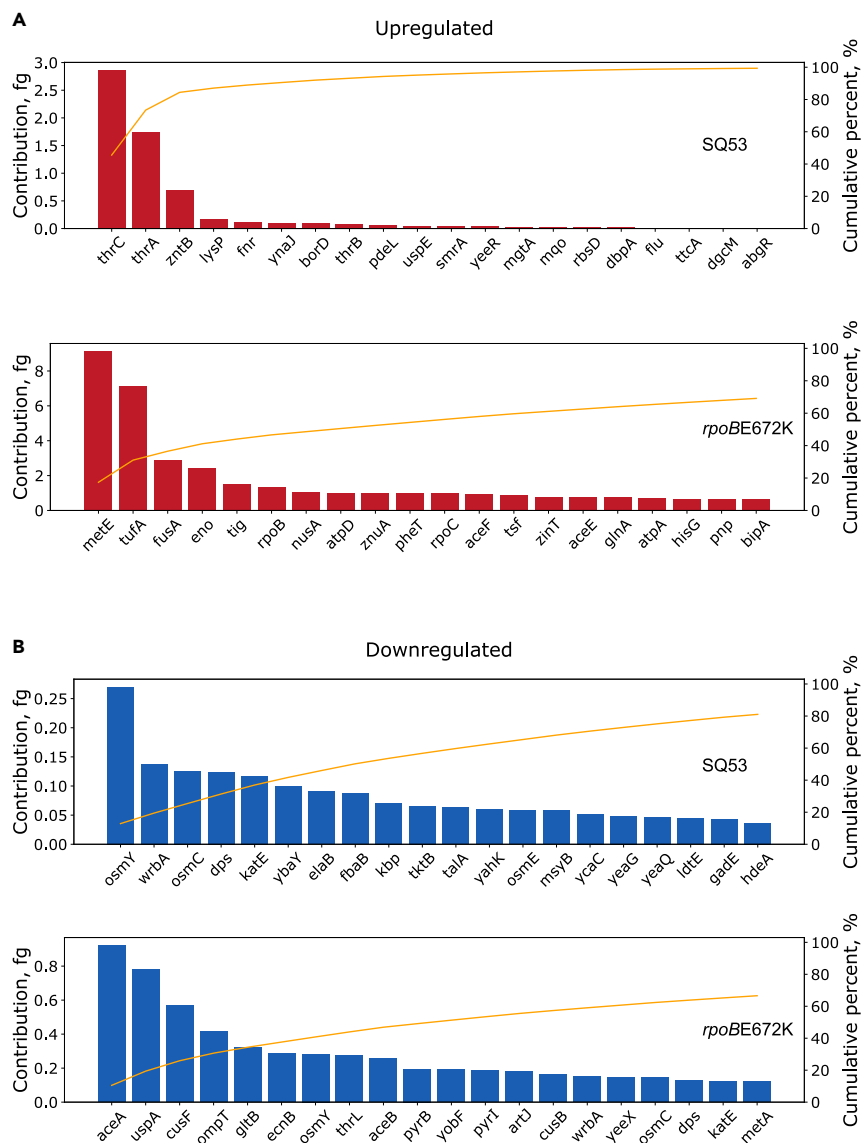 A
Upregulated
Contribution, fg
3.0
2.5
2.0
1.5
1.0
0.5
0.0
100
80
60
40
20
0
Cumulative percent, %
SQ53
thrC thrA zntB lysP fnr ynaJ borD thrB pdeL uspE smrA yeeR mgtA mqo rbsD dbpA flu ttcA dgcM abgR
Contribution, fg
8
6
4
2
0
100
80
60
40
20
0
Cumulative percent, %
rpoBE672K
metE tufA fusA eno tig rpoB nusA atpD znuA pheT rpoC aceF tsf zinT aceE glnA atpA hisG pnp bipA
B
Downregulated
Contribution, fg
0.25
0.20
0.15
0.10
0.05
0.00
100
80
60
40
20
0
Cumulative percent, %
SQ53
osmY wrbA osmC dps katE ybaY elaB fbaB kbp tktB talA yahK osmE msyB ycaC yeaG yeaQ ldtE gadE hdeA
Contribution, fg
0.8
0.6
0.4
0.2
0.0
100
80
60
40
20
0
Cumulative percent, %
rpoBE672K
aceA uspA cusF ompT gltB ecnB osmY thrL aceB pyrB yobF pyrI artJ cusB wrbA yeeX osmC dps katE metA